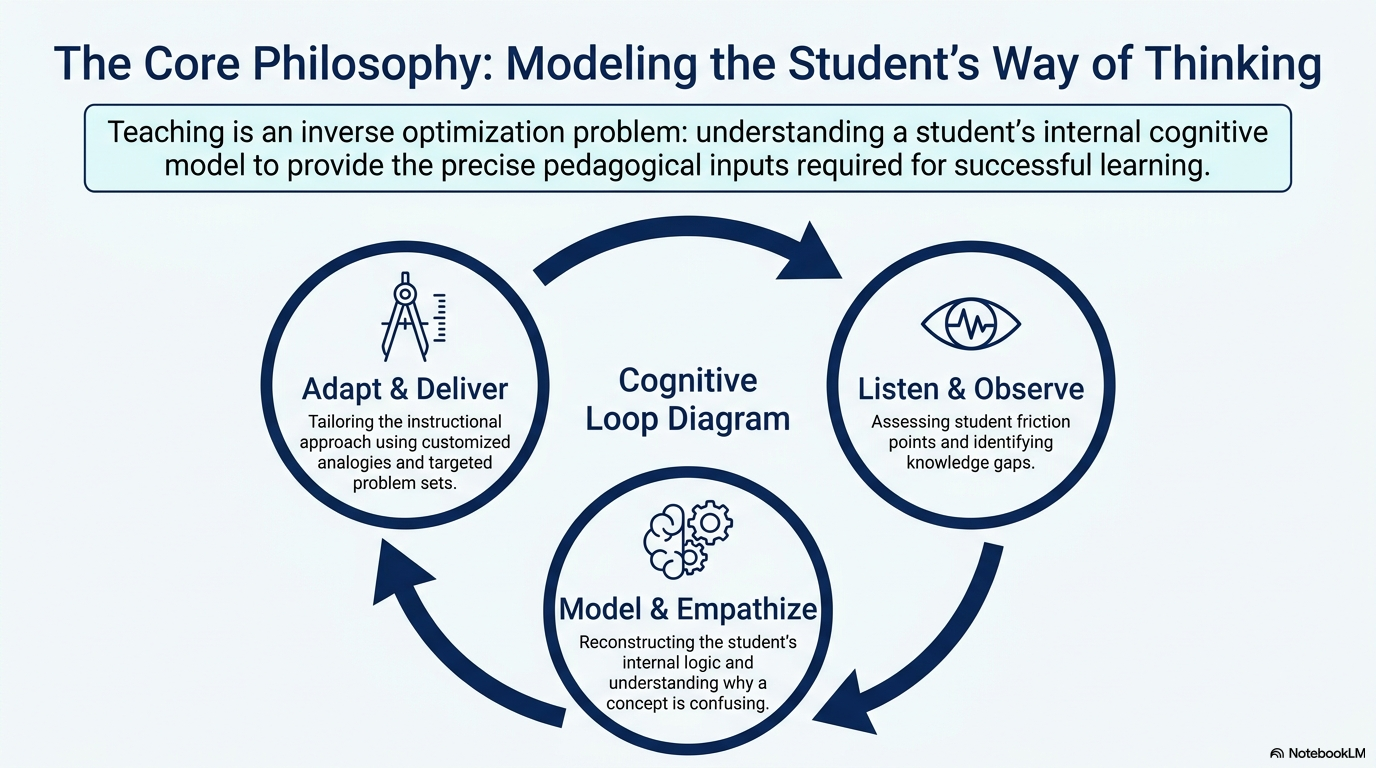 The Core Philosophy: Modeling the Student's Way of Thinking
Teaching is an inverse optimization problem: understanding a student's internal cognitive
model to provide the precise pedagogical inputs required for successful learning.
Adapt & Deliver
Tailoring the instructional
approach using customized
analogies and targeted
problem sets.
Cognitive
Loop Diagram
Listen & Observe
Assessing student friction
points and identifying
knowledge gaps.
Model & Empathize
Reconstructing the student's
internal logic and
understanding why a
concept is confusing.
NotebookLM